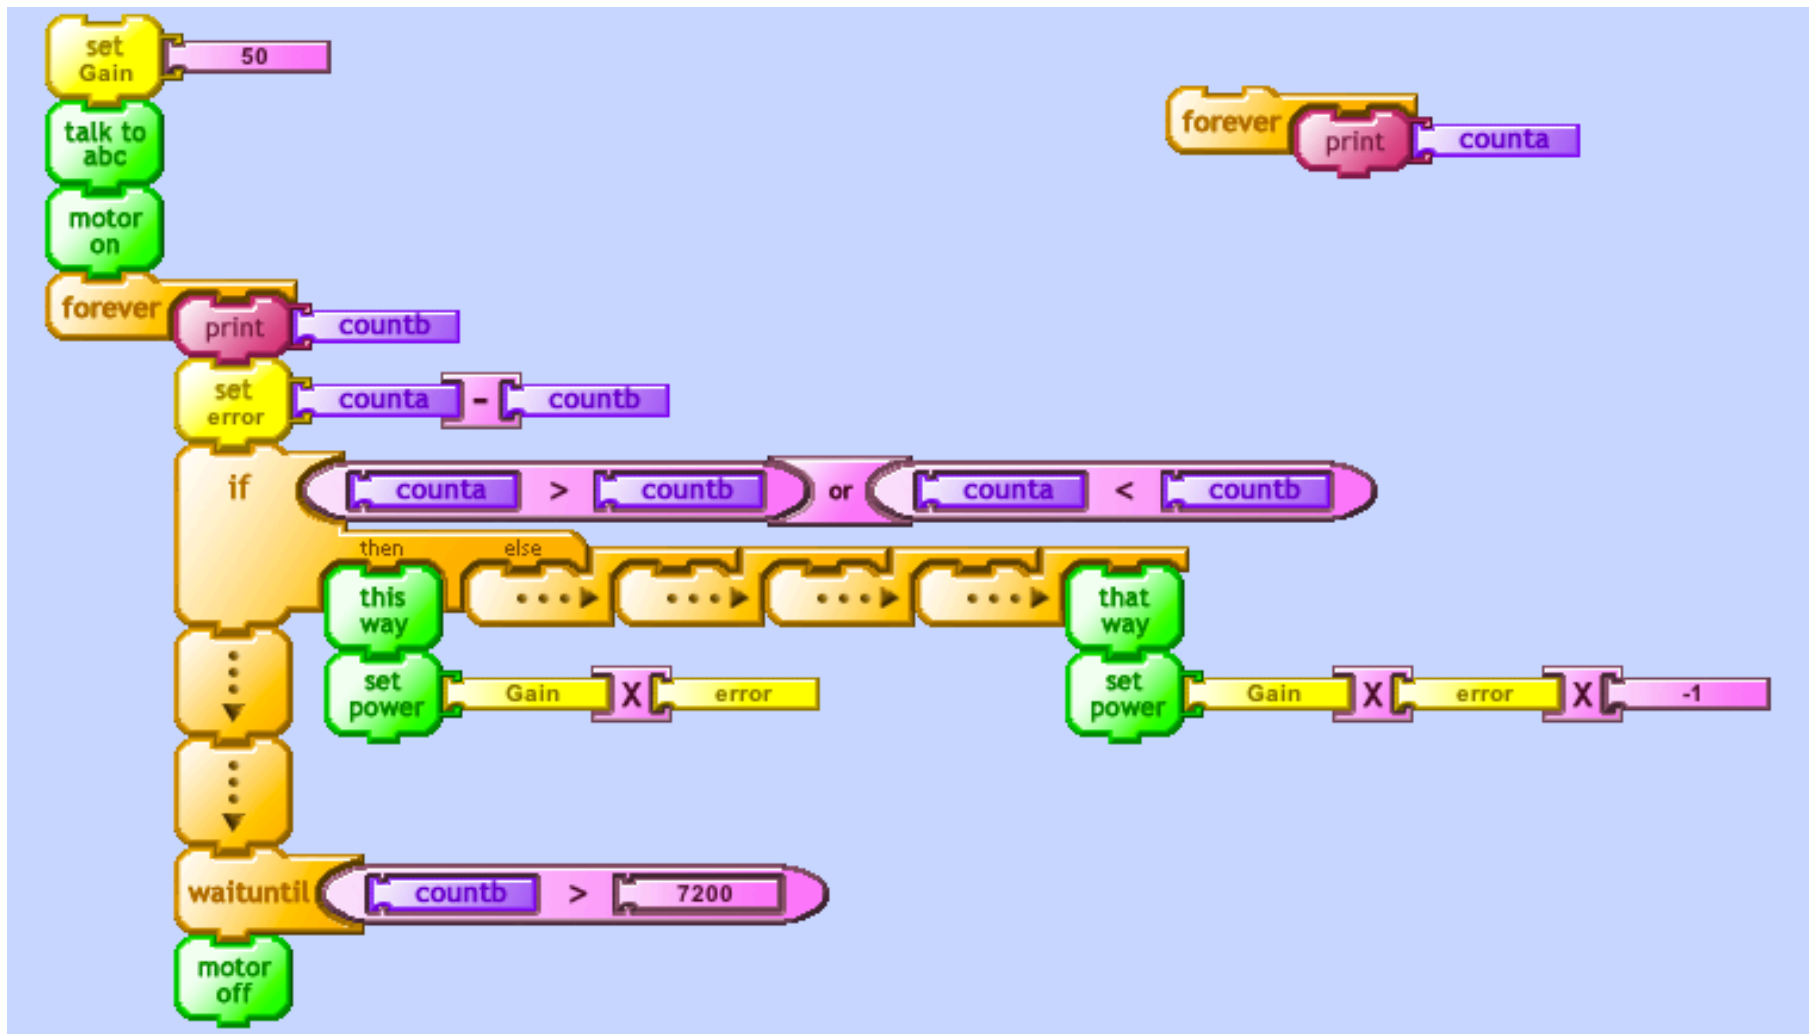 set
Gain
50
talk to
abc
motor
on
forever
print
counta
forever
print
countb
set
error
counta - countb
if
counta > countb or counta < countb
then else
this
way
that
way
set
power
Gain X error
set
power
Gain X error X -1
waituntil
countb > 7200
motor
off